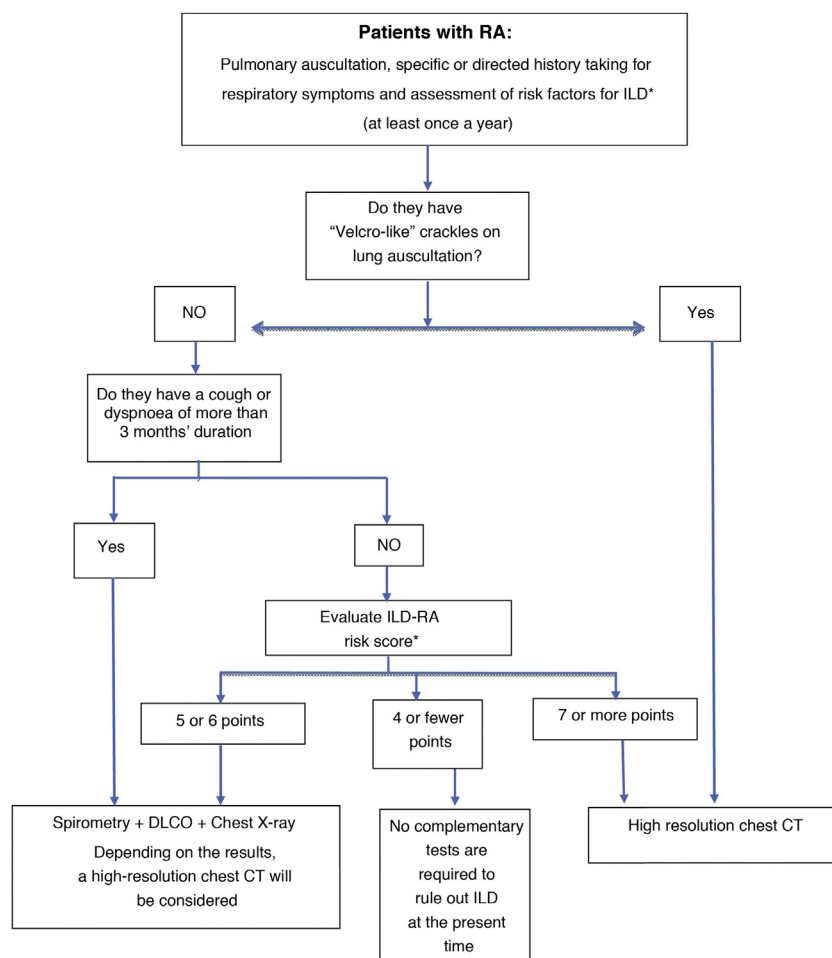 Patients with RA:
Pulmonary auscultation, specific or directed history taking for
respiratory symptoms and assessment of risk factors for ILD*
(at least once a year)
Do they have
“Velcro-like” crackles on
lung auscultation?
NO
Yes
Do they have a cough or
dyspnoea of more than
3 months’ duration
Yes
NO
Evaluate ILD-RA
risk score*
5 or 6 points
4 or fewer
points
7 or more points
Spirometry + DLCO + Chest X-ray
Depending on the results,
a high-resolution chest CT will
be considered
No complementary
tests are
required to
rule out ILD
at the present
time
High resolution chest CT